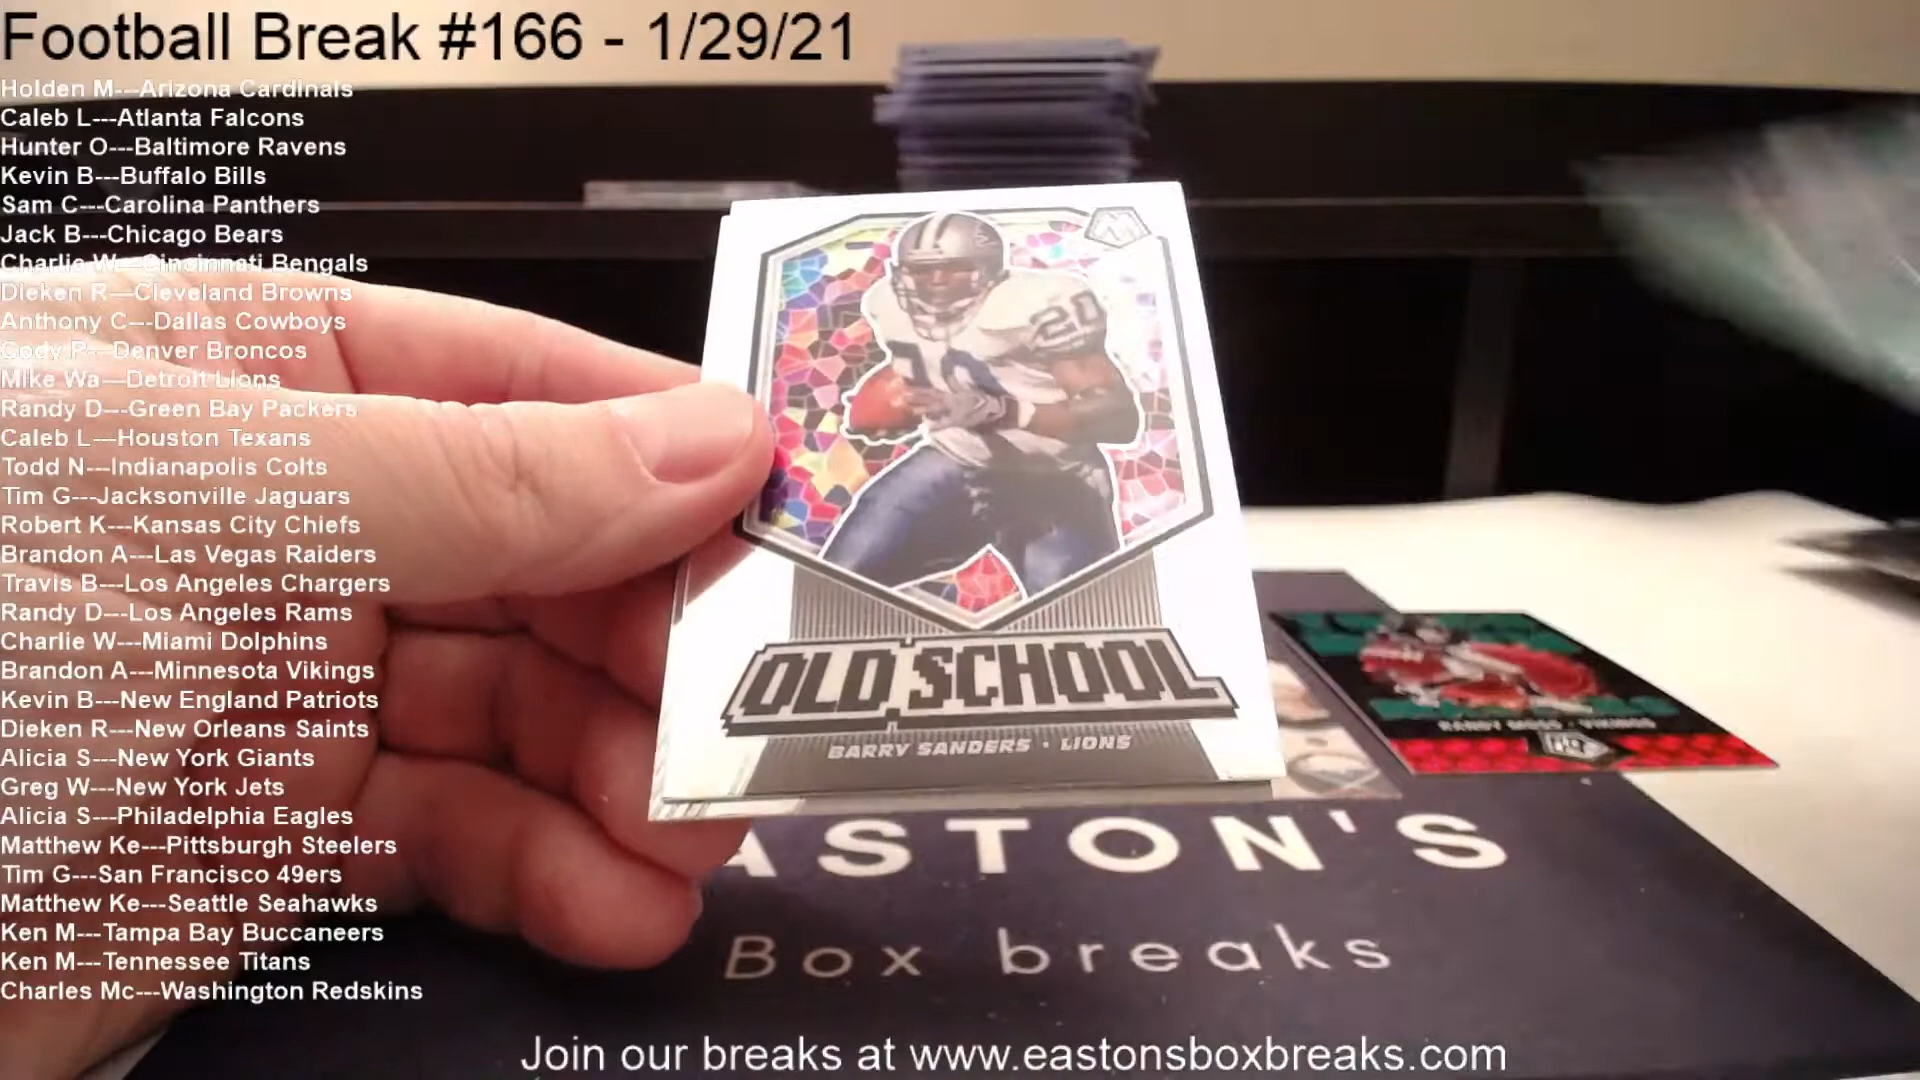 Football Break #166 - 1/29/21
Holden M---Arizona Cardinals
Caleb L---Atlanta Falcons
Hunter O---Baltimore Ravens
Kevin B---Buffalo Bills
Sam C---Carolina Panthers
Jack B---Chicago Bears
Charlie W---Cincinnati Bengals
Dieken R---Cleveland Browns
Anthony C---Dallas Cowboys
Cody P---Denver Broncos
Mike Wa---Detroit Lions
Randy D---Green Bay Packers
Caleb L---Houston Texans
Todd N---Indianapolis Colts
Tim G---Jacksonville Jaguars
Robert K---Kansas City Chiefs
Brandon A---Las Vegas Raiders
Travis B---Los Angeles Chargers
Randy D---Los Angeles Rams
Charlie W---Miami Dolphins
Brandon A---Minnesota Vikings
Kevin B---New England Patriots
Dieken R---New Orleans Saints
Alicia S---New York Giants
Greg W---New York Jets
Alicia S---Philadelphia Eagles
Matthew Ke---Pittsburgh Steelers
Tim G---San Francisco 49ers
Matthew Ke---Seattle Seahawks
Ken M---Tampa Bay Buccaneers
Ken M---Tennessee Titans
Charles Mc---Washington Redskins
20
20
OLD SCHOOL
BARRY SANDERS · LIONS
RANDY MOSS · VIKINGS
ASTON'S
Box breaks
Join our breaks at www.eastonsboxbreaks.com